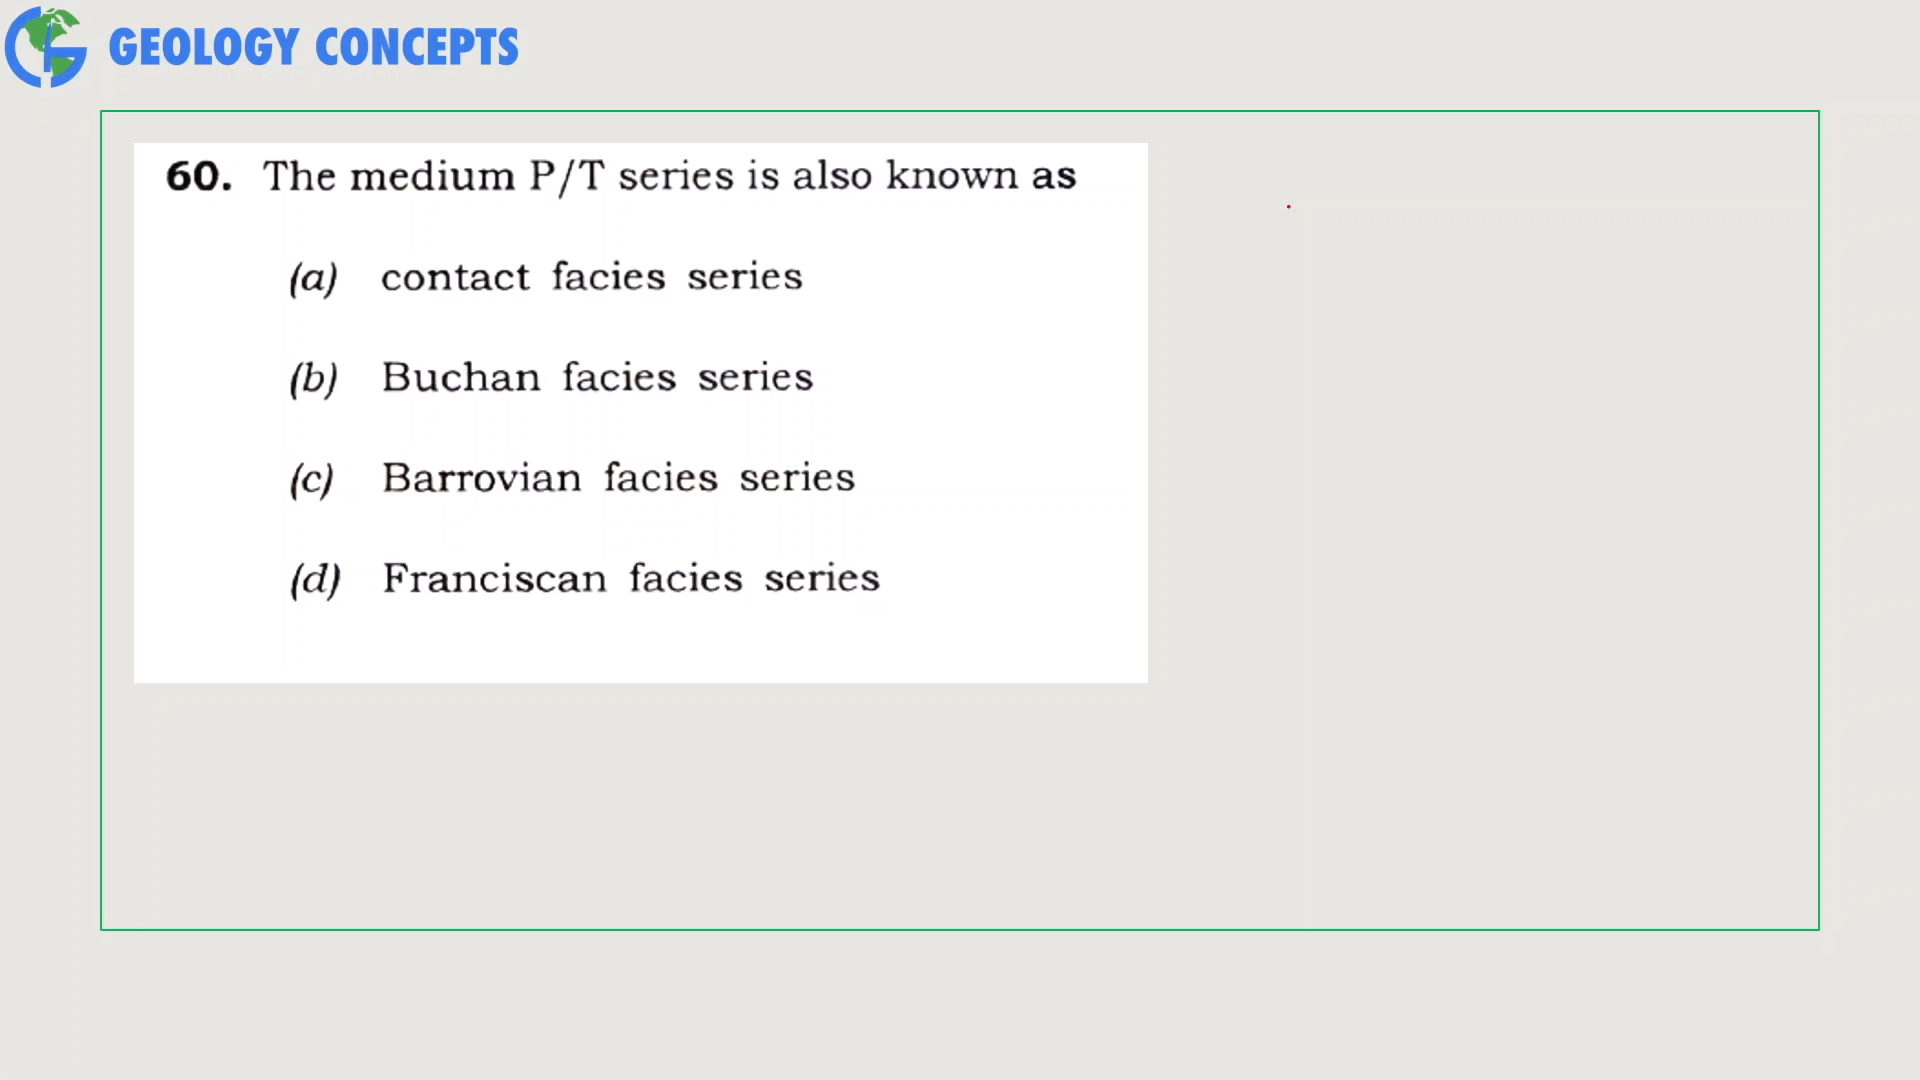 GEOLOGY CONCEPTS
60. The medium P/T series is also known as
(a) contact facies series
(b) Buchan facies series
(c) Barrovian facies series
(d) Franciscan facies series